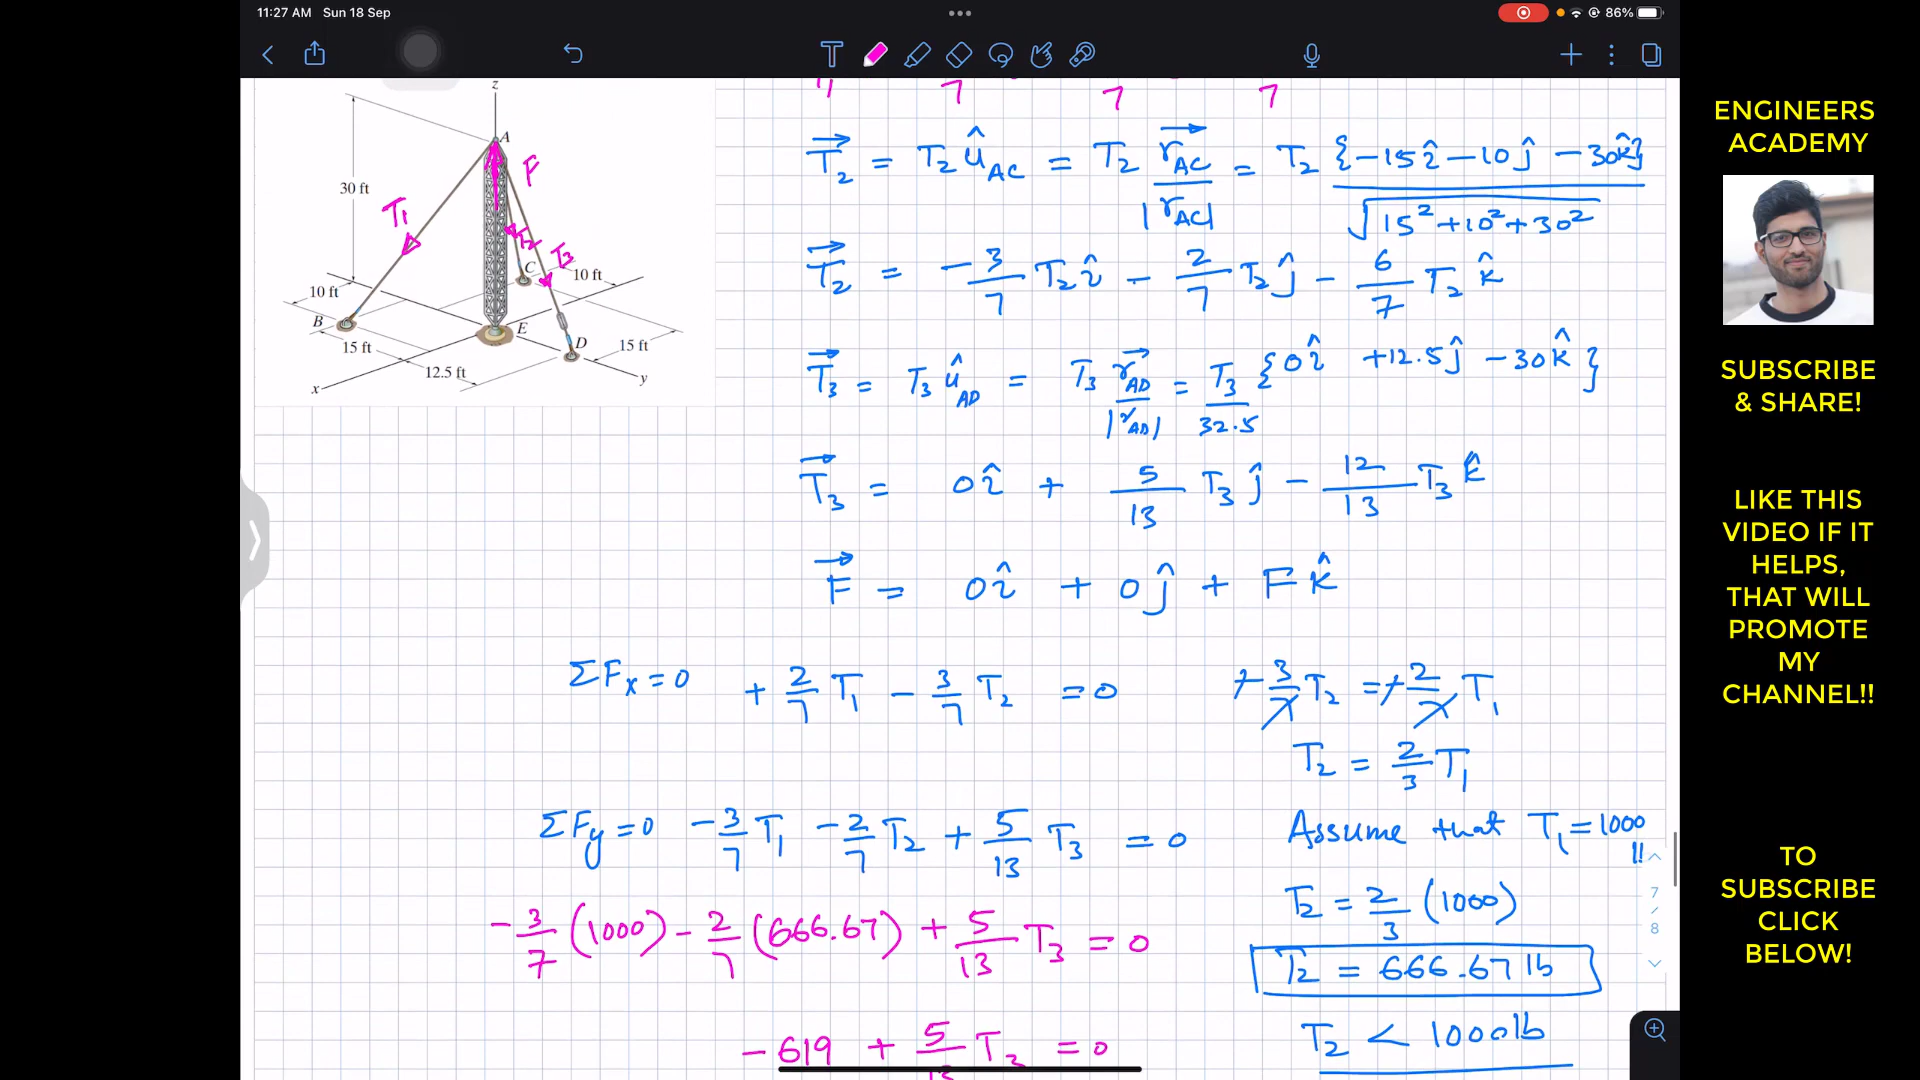 11:27 AM Sun 18 Sep
86%
7 7 7
z
A
F
30 ft
T₁
T₂
T₃
C
10 ft
10 ft
B
E
D
15 ft
15 ft
12.5 ft
x
y
T₂ = T₂ û_AC = T₂ r_AC / |r_AC| = T₂ {-15î -10ĵ -30k̂} / √(15² + 10² + 30²)
T₂ = -3/7 T₂ î - 2/7 T₂ ĵ - 6/7 T₂ k̂
T₃ = T₃ û_AD = T₃ r_AD / |r_AD| = T₃ / 32.5 {0î +12.5ĵ -30k̂}
T₃ = 0î + 5/13 T₃ ĵ - 12/13 T₃ k̂
F = 0î + 0ĵ + F k̂
ΣFx = 0 + 2/7 T₁ - 3/7 T₂ = 0
+ 3/7 T₂ = + 2/7 T₁
T₂ = 2/3 T₁
ΣFy = 0 -3/7 T₁ - 2/7 T₂ + 5/13 T₃ = 0
Assume that T₁ = 1000 !!
T₂ = 2/3 (1000)
-3/7 (1000) - 2/7 (666.67) + 5/13 T₃ = 0
T₂ = 666.67 lb
T₂ < 1000 lb
-619 + 5/13 T₃ = 0
7
/
8
ENGINEERS
ACADEMY
SUBSCRIBE
& SHARE!
LIKE THIS
VIDEO IF IT
HELPS,
THAT WILL
PROMOTE
MY
CHANNEL!!
TO
SUBSCRIBE
CLICK
BELOW!